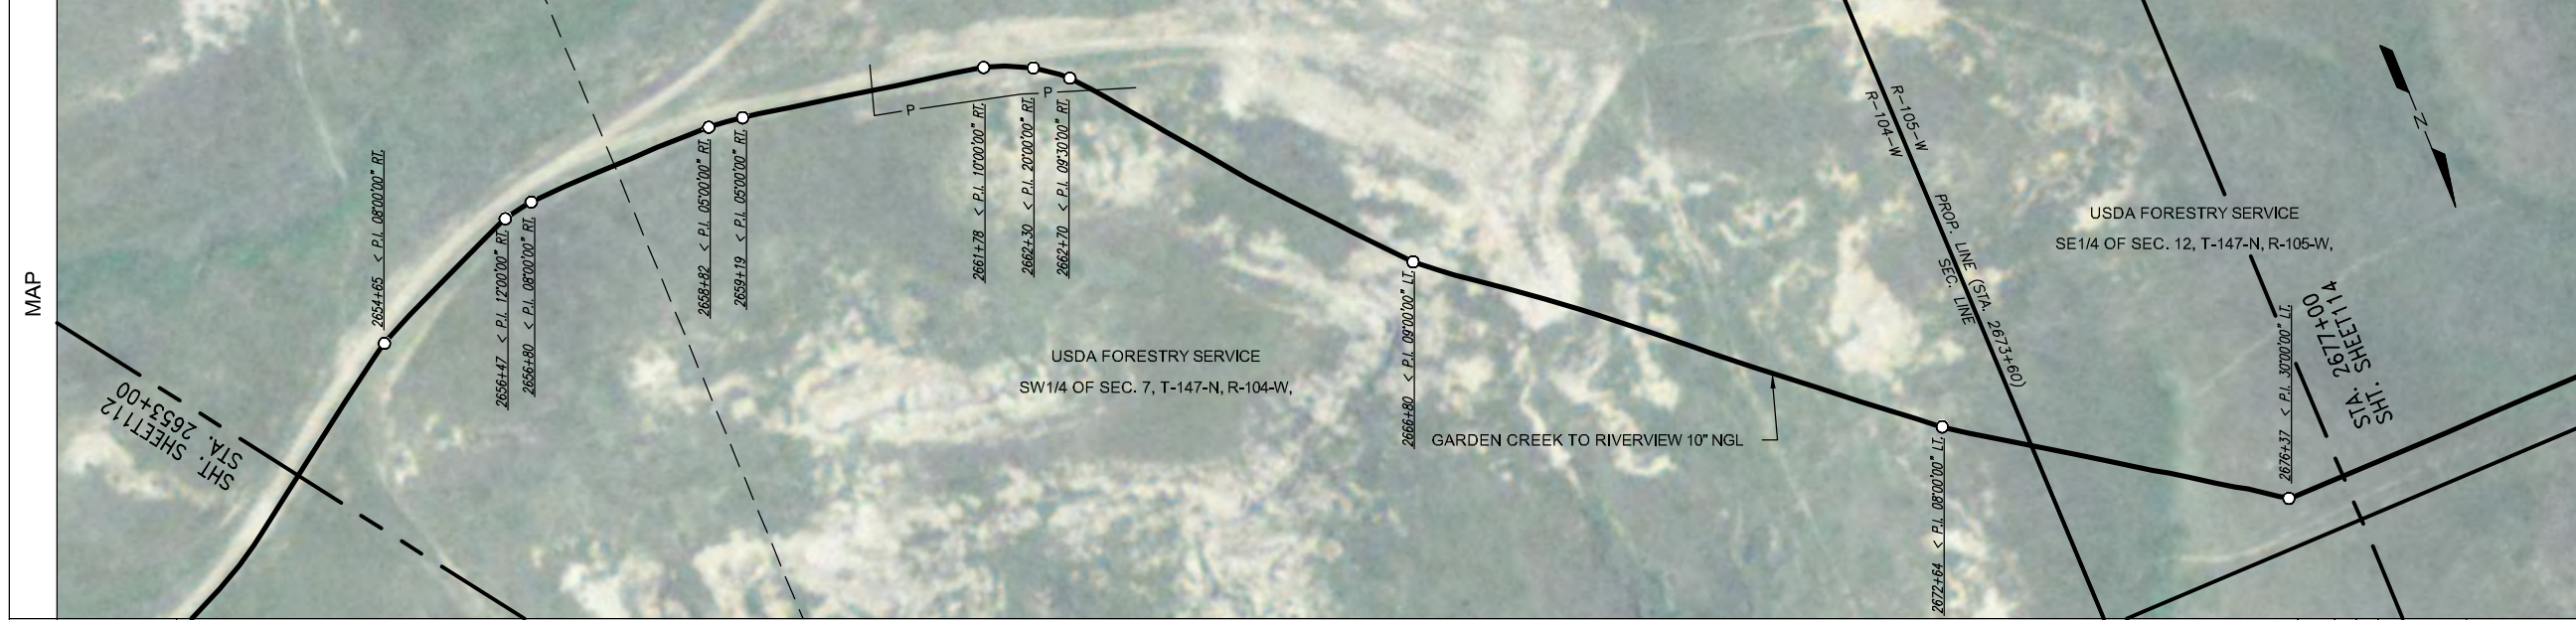 MAP
SHT. SHEET112
STA. 2653+00
2654+65 < P.I. 08°00'00" RT.
2656+47 < P.I. 12°00'00" RT.
2656+80 < P.I. 08°00'00" RT.
2658+82 < P.I. 05°00'00" RT.
2659+19 < P.I. 05°00'00" RT.
P
P
2661+78 < P.I. 10°00'00" RT.
2662+30 < P.I. 20°00'00" RT.
2662+70 < P.I. 09°30'00" RT.
USDA FORESTRY SERVICE
SW1/4 OF SEC. 7, T-147-N, R-104-W,
2666+80 < P.I. 09°00'00" LT.
GARDEN CREEK TO RIVERVIEW 10" NGL
2672+64 < P.I. 08°00'00" LT.
R-105-W
R-104-W
PROP. LINE (STA. 2673+60)
SEC. LINE
USDA FORESTRY SERVICE
SE1/4 OF SEC. 12, T-147-N, R-105-W,
2676+37 < P.I. 30°00'00" LT.
STA. 2677+00
SHT. SHEET114
N